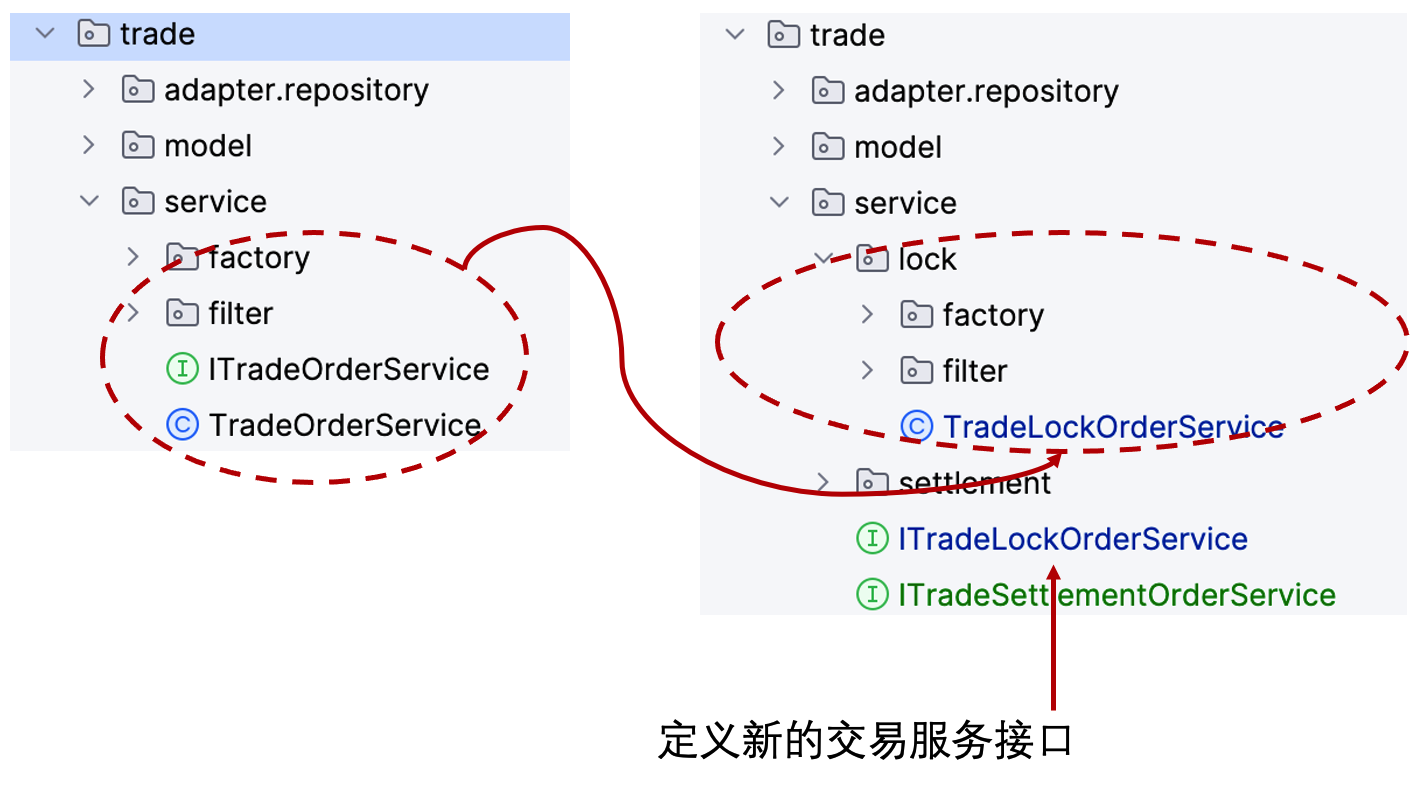 trade
adapter.repository
model
service
factory
filter
I ITradeOrderService
C TradeOrderService
trade
adapter.repository
model
service
lock
factory
filter
C TradeLockOrderService
settlement
I ITradeLockOrderService
I ITradeSettlementOrderService
定义新的交易服务接口